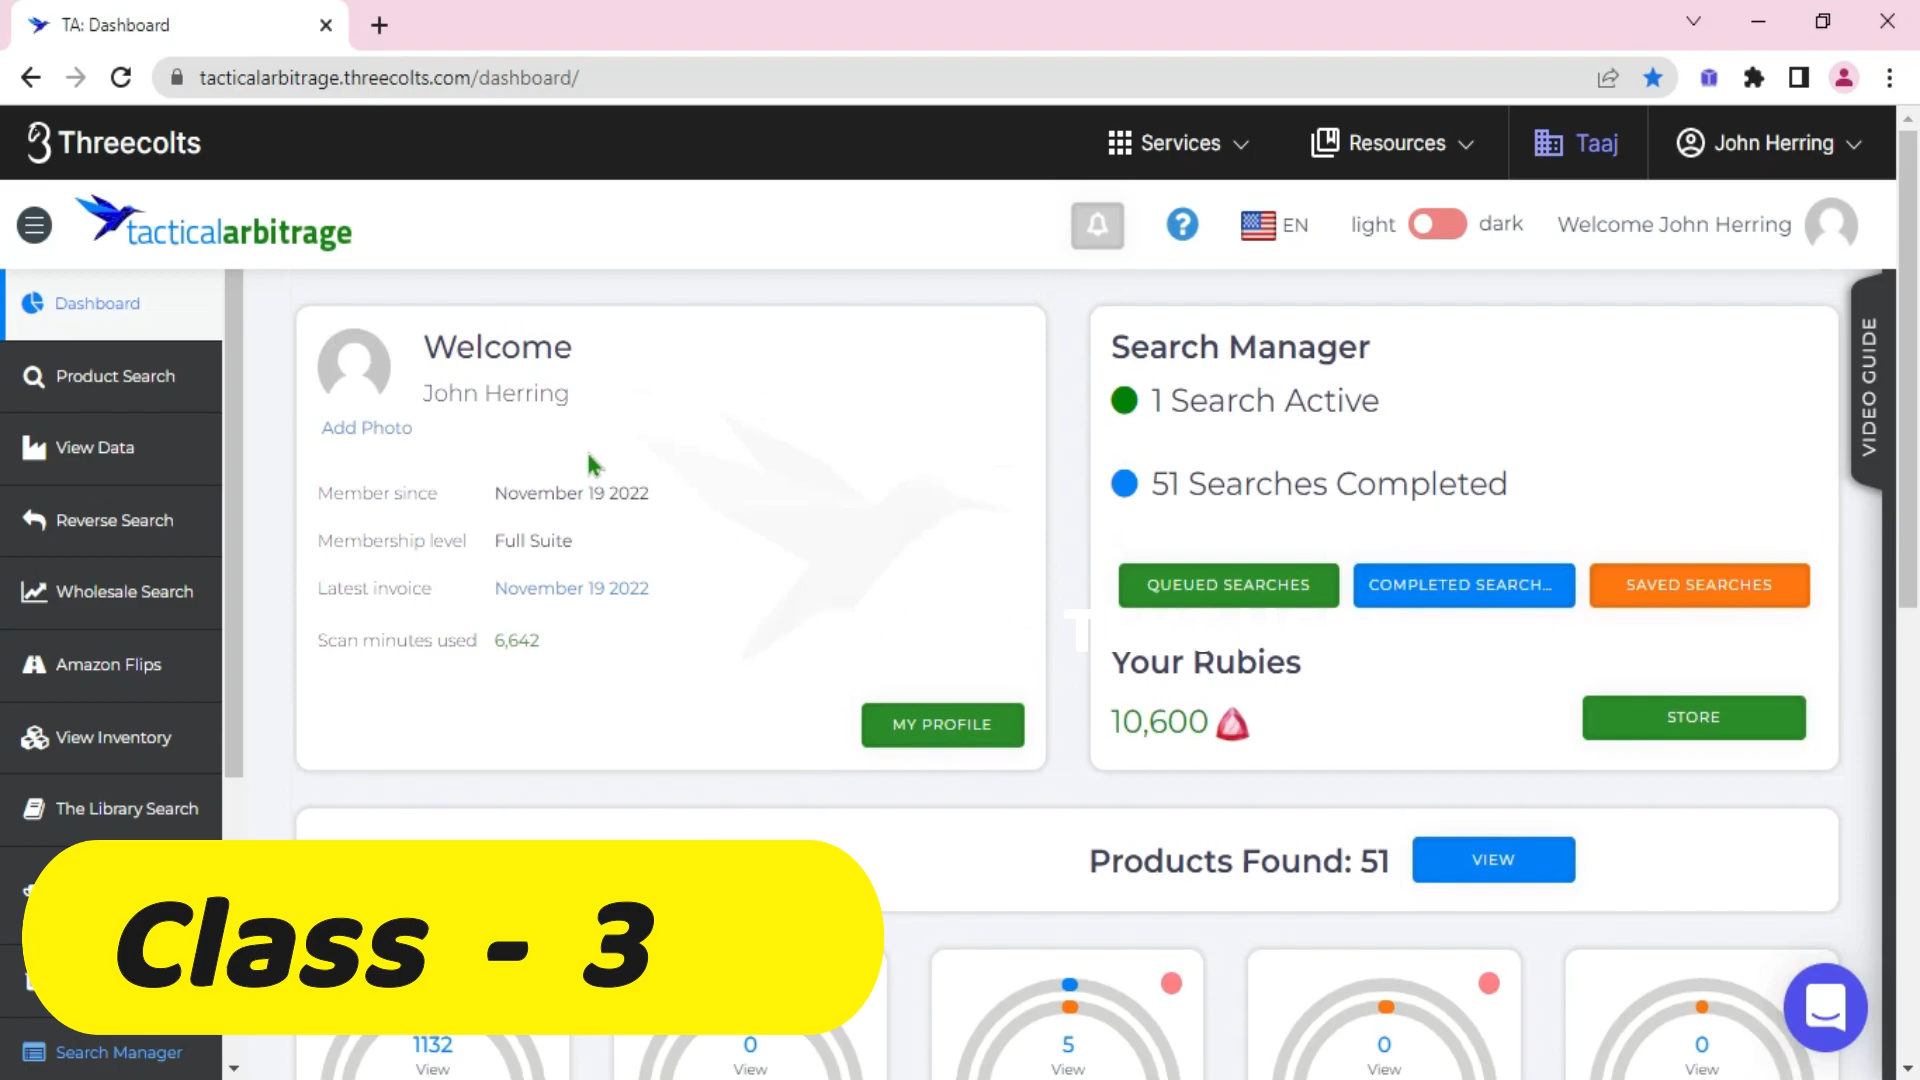 TA: Dashboard
tacticalarbitrage.threecolts.com/dashboard/
Threecolts
Services
Resources
Taaj
John Herring
tacticalarbitrage
EN
light
dark
Welcome John Herring
Dashboard
Product Search
View Data
Reverse Search
Wholesale Search
Amazon Flips
View Inventory
The Library Search
Search Manager
Welcome
John Herring
Add Photo
Member since November 19 2022
Membership level Full Suite
Latest invoice November 19 2022
Scan minutes used 6,642
MY PROFILE
Search Manager
1 Search Active
51 Searches Completed
QUEUED SEARCHES
COMPLETED SEARCH...
SAVED SEARCHES
Your Rubies
10,600
STORE
VIDEO GUIDE
Products Found: 51
VIEW
Class - 3
1132
View
0
View
5
View
0
View
0
View